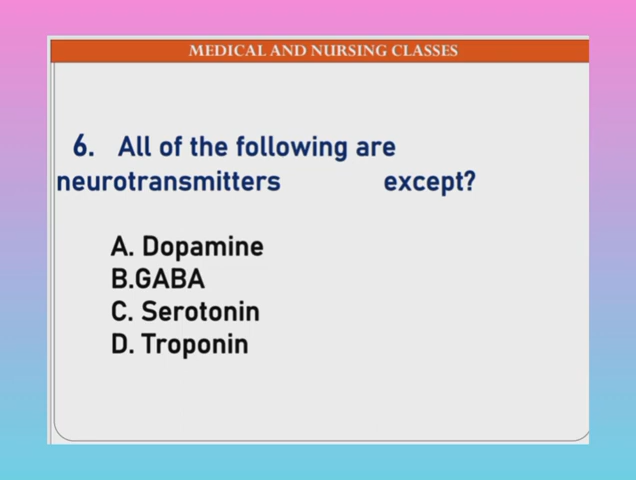 MEDICAL AND NURSING CLASSES
6. All of the following are
neurotransmitters except?
A. Dopamine
B.GABA
C. Serotonin
D. Troponin